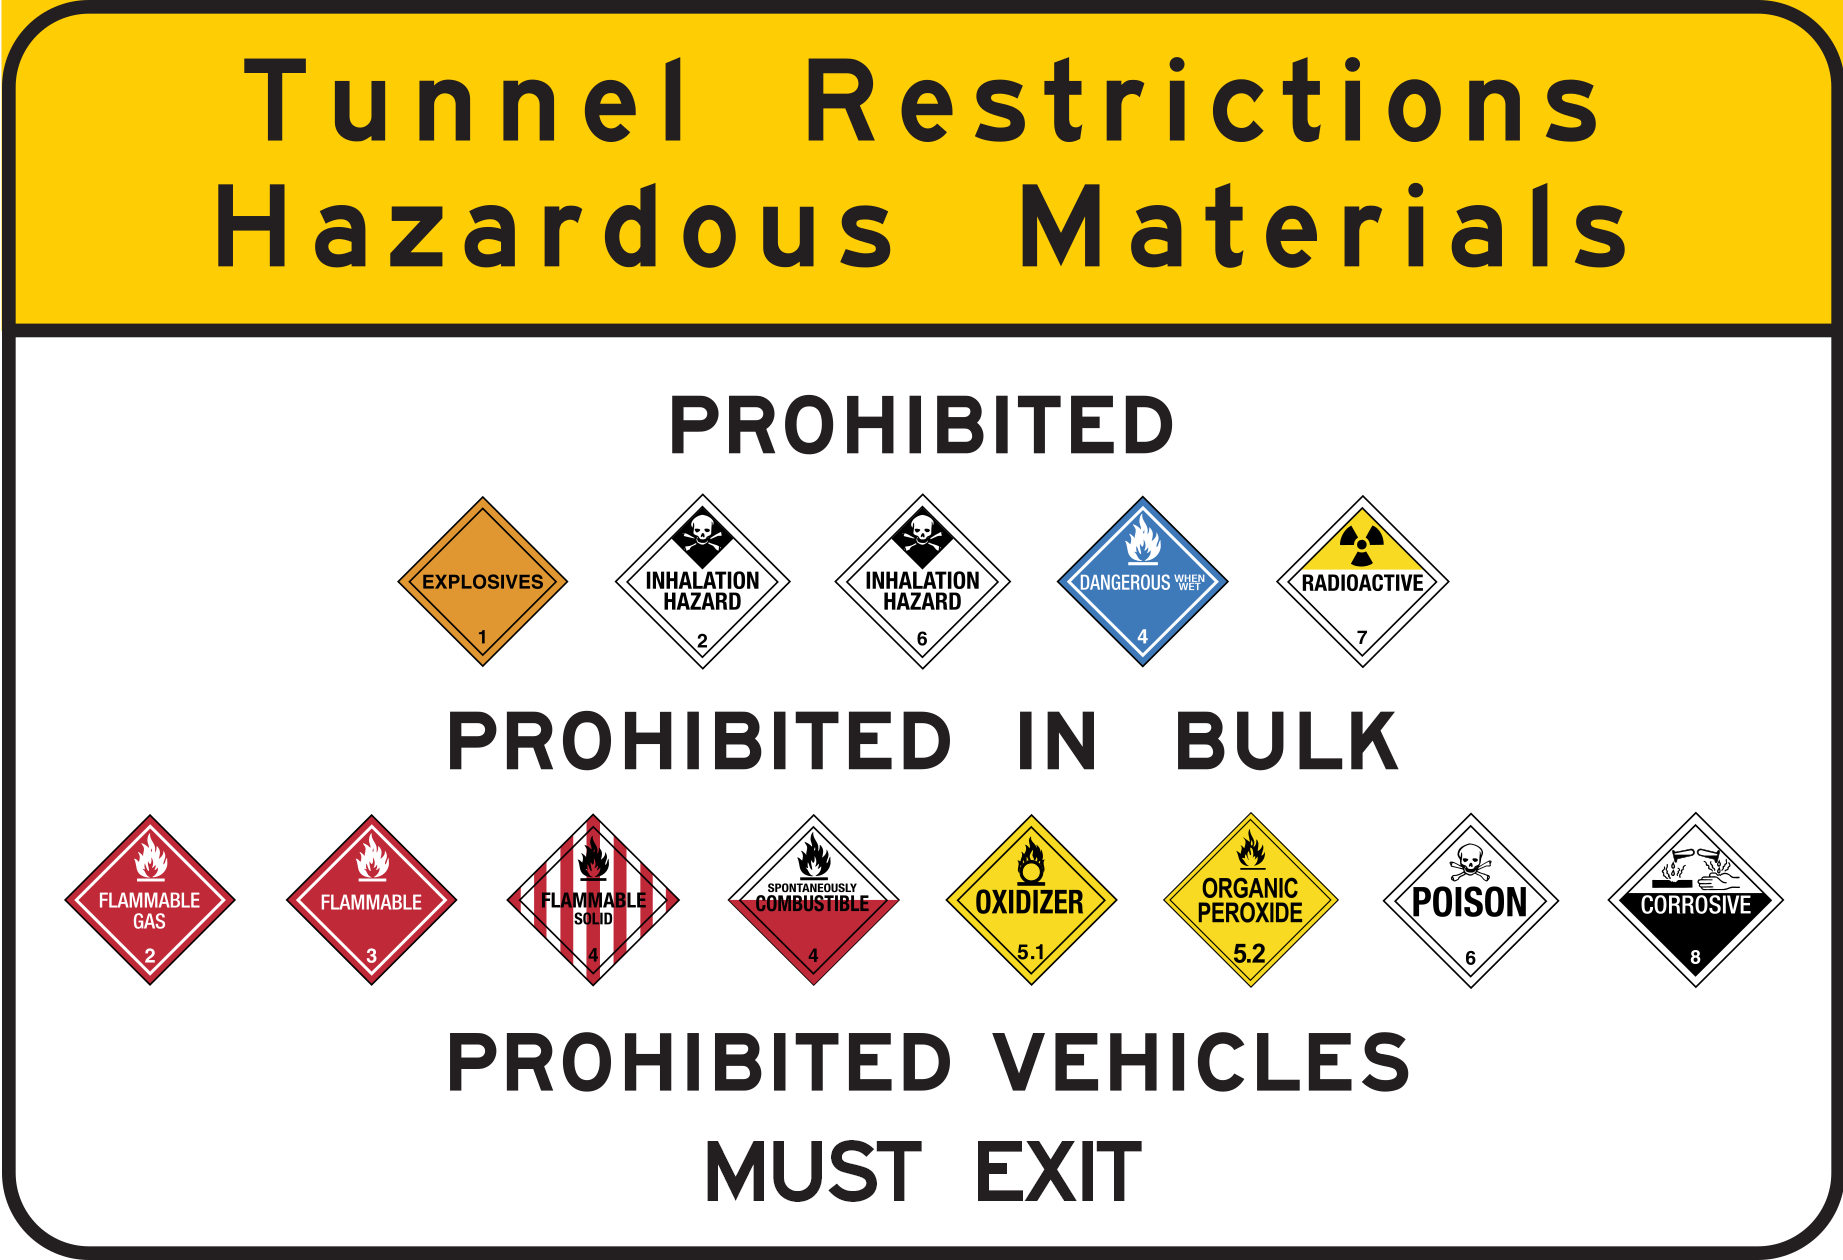 Tunnel Restrictions
Hazardous Materials
PROHIBITED
EXPLOSIVES
1
INHALATION
HAZARD
2
INHALATION
HAZARD
6
DANGEROUS WHEN
WET
4
RADIOACTIVE
7
PROHIBITED IN BULK
FLAMMABLE
GAS
2
FLAMMABLE
3
FLAMMABLE
SOLID
4
SPONTANEOUSLY
COMBUSTIBLE
4
OXIDIZER
5.1
ORGANIC
PEROXIDE
5.2
POISON
6
CORROSIVE
8
PROHIBITED VEHICLES
MUST EXIT